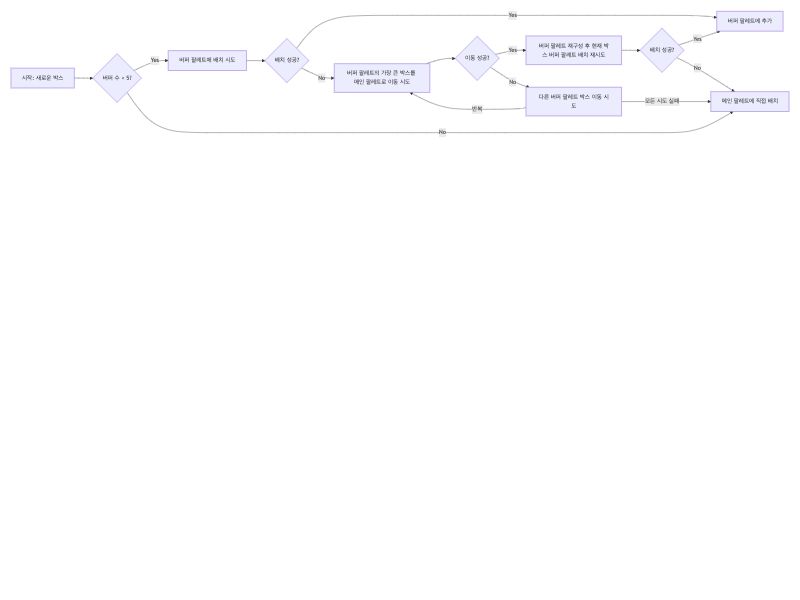 시작: 새로운 박스
버퍼 수 < 5?
Yes
버퍼 팔레트에 배치 시도
배치 성공?
Yes
No
버퍼 팔레트의 가장 큰 박스를
메인 팔레트로 이동 시도
이동 성공?
Yes
No
버퍼 팔레트 재구성 후 현재 박
스 버퍼 팔레트 배치 재시도
다른 버퍼 팔레트 박스 이동 시
도
반복
모든 시도 실패
배치 성공?
Yes
No
버퍼 팔레트에 추가
메인 팔레트에 직접 배치
No